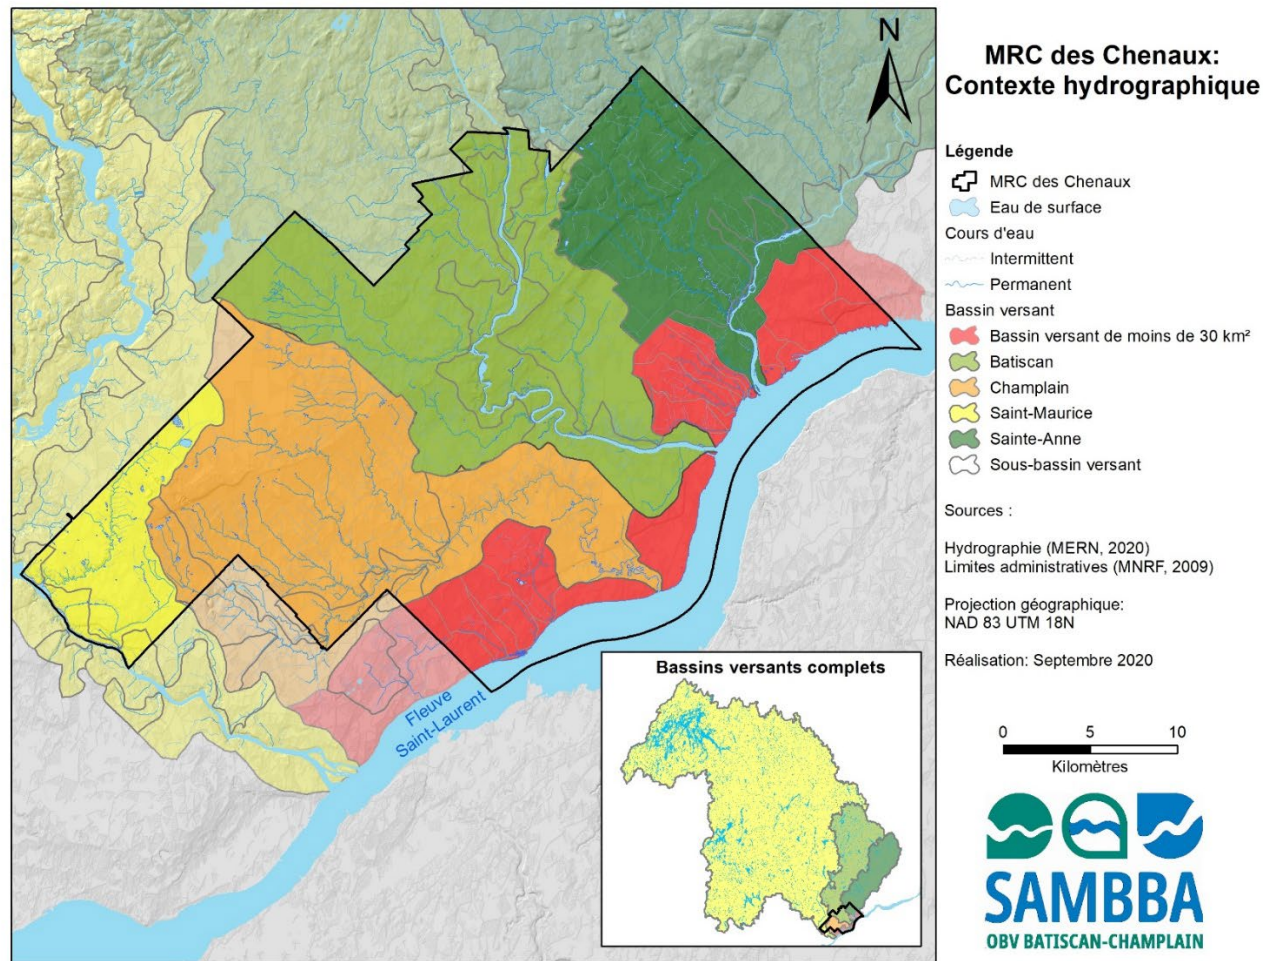 N
MRC des Chenaux:
Contexte hydrographique
Légende
MRC des Chenaux
Eau de surface
Cours d'eau
Intermittent
Permanent
Bassin versant
Bassin versant de moins de 30 km²
Batiscan
Champlain
Saint-Maurice
Sainte-Anne
Sous-bassin versant
Sources :
Hydrographie (MERN, 2020)
Limites administratives (MNRF, 2009)
Projection géographique:
NAD 83 UTM 18N
Réalisation: Septembre 2020
Fleuve
Saint-Laurent
Bassins versants complets
0 5 10
Kilomètres
SAMBBA
OBV BATISCAN-CHAMPLAIN